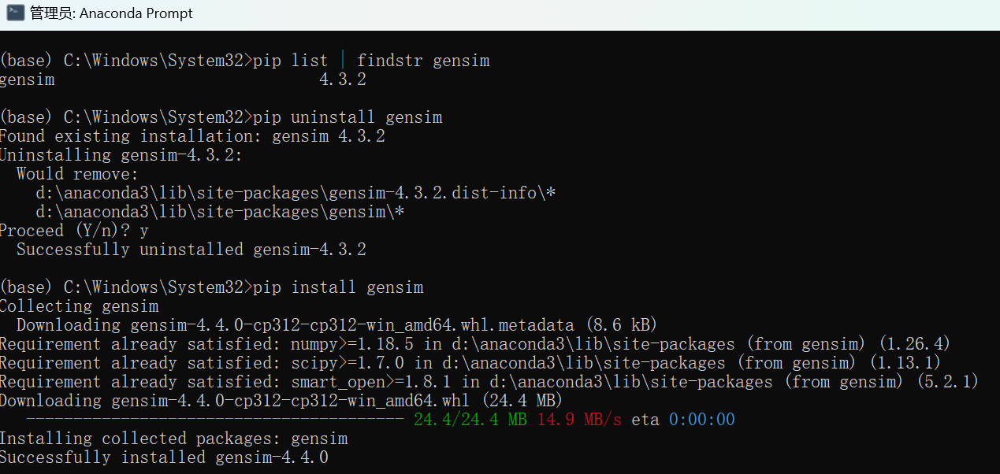 管理员: Anaconda Prompt
(base) C:\Windows\System32>pip list | findstr gensim
gensim                            4.3.2
(base) C:\Windows\System32>pip uninstall gensim
Found existing installation: gensim 4.3.2
Uninstalling gensim-4.3.2:
  Would remove:
    d:\anaconda3\lib\site-packages\gensim-4.3.2.dist-info\*
    d:\anaconda3\lib\site-packages\gensim\*
Proceed (Y/n)? y
  Successfully uninstalled gensim-4.3.2
(base) C:\Windows\System32>pip install gensim
Collecting gensim
  Downloading gensim-4.4.0-cp312-cp312-win_amd64.whl.metadata (8.6 kB)
Requirement already satisfied: numpy>=1.18.5 in d:\anaconda3\lib\site-packages (from gensim) (1.26.4)
Requirement already satisfied: scipy>=1.7.0 in d:\anaconda3\lib\site-packages (from gensim) (1.13.1)
Requirement already satisfied: smart_open>=1.8.1 in d:\anaconda3\lib\site-packages (from gensim) (5.2.1)
Downloading gensim-4.4.0-cp312-cp312-win_amd64.whl (24.4 MB)
   ---------------------------------------- 24.4/24.4 MB 14.9 MB/s eta 0:00:00
Installing collected packages: gensim
Successfully installed gensim-4.4.0